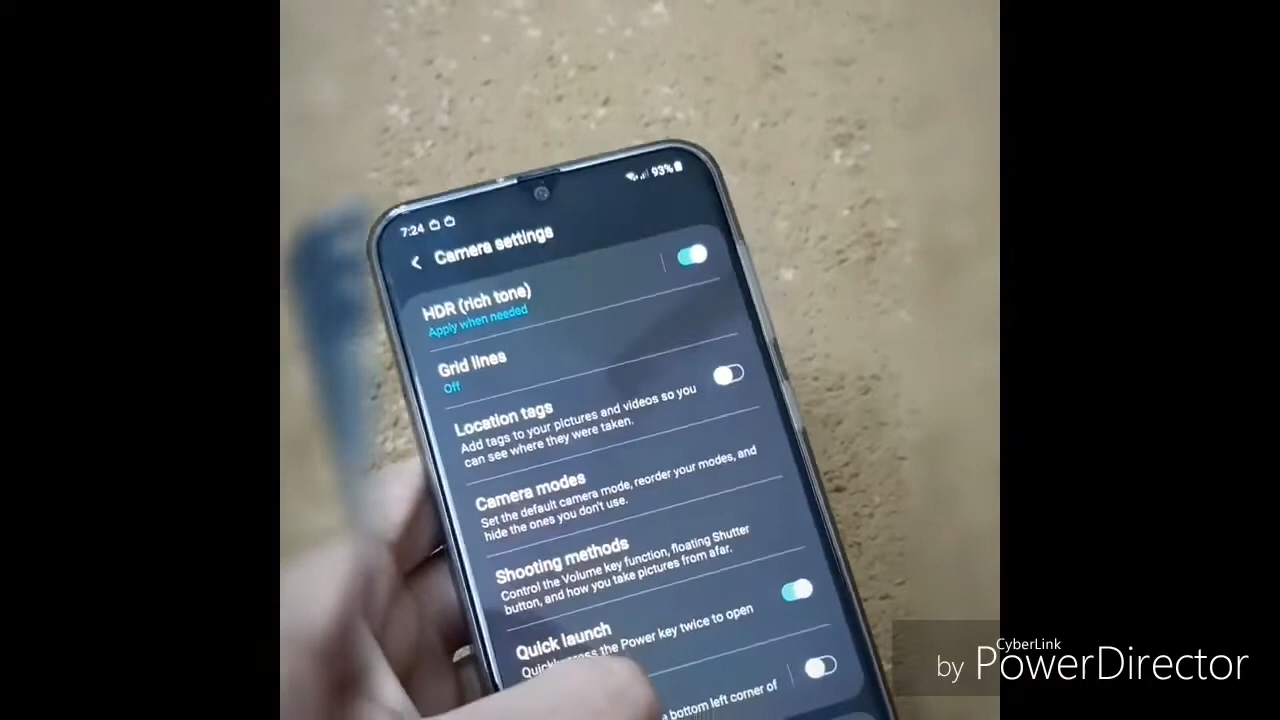 7:24
93%
Camera settings
HDR (rich tone)
Apply when needed
Grid lines
Off
Location tags
Add tags to your pictures and videos so you
can see where they were taken.
Camera modes
Set the default camera mode, reorder your modes, and
hide the ones you don't use.
Shooting methods
Control the Volume key function, floating Shutter
button, and how you take pictures from afar.
Quick launch
the Power key twice to open
bottom left corner of
CyberLink
by PowerDirector